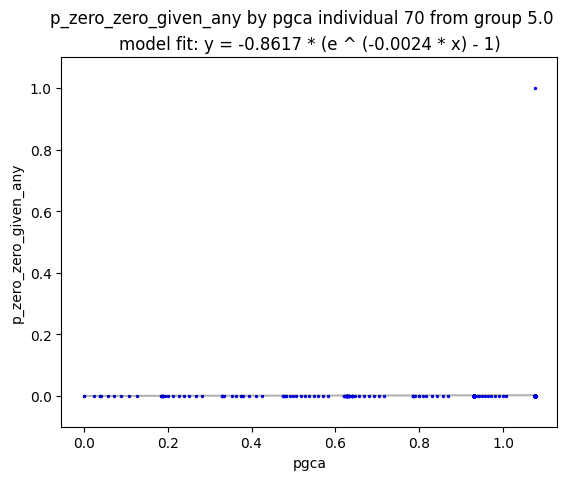 p_zero_zero_given_any by pgca individual 70 from group 5.0
model fit: y = -0.8617 * (e ^ (-0.0024 * x) - 1)
1.0
0.8
0.6
0.4
0.2
0.0
p_zero_zero_given_any
0.0 0.2 0.4 0.6 0.8 1.0
pgca